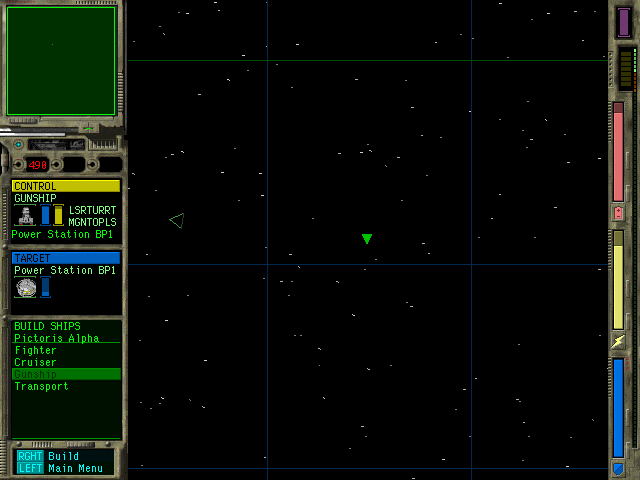 490
CONTROL
GUNSHIP
LSRTURRT
MGNTOPLS
Power Station BP1
TARGET
Power Station BP1
BUILD SHIPS
Pictoris Alpha
Fighter
Cruiser
Gunship
Transport
RGHT Build
LEFT Main Menu